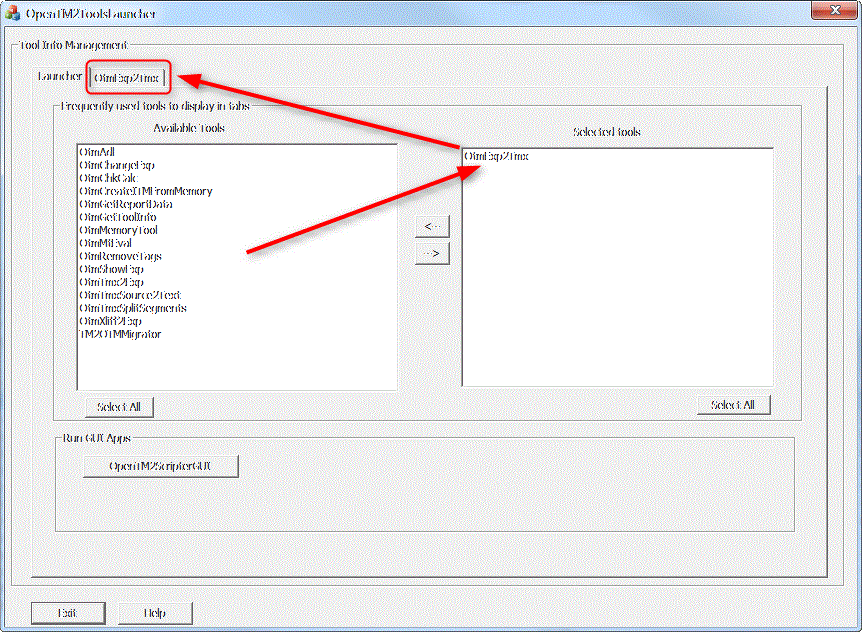 OpenTM2ToolsLauncher
Tool Info Management
Launcher OtmExp2Tmx
Frequently used tools to display in tabs
Available Tools
Selected tools
OtmAdl
OtmChangeExp
OtmChkCalc
OtmCreateITMFromMemory
OtmGetReportData
OtmGetToolInfo
OtmMemoryTool
OtmMtEval
OtmRemoveTags
OtmShowExp
OtmTmx2Exp
OtmTmxSource2Text
OtmTmxSplitSegments
OtmXliff2Exp
TM2OTMMigrator
OtmExp2Tmx
<---
--->
Select All
Select All
Run GUI Apps
OpenTM2ScripterGUI
Exit
Help